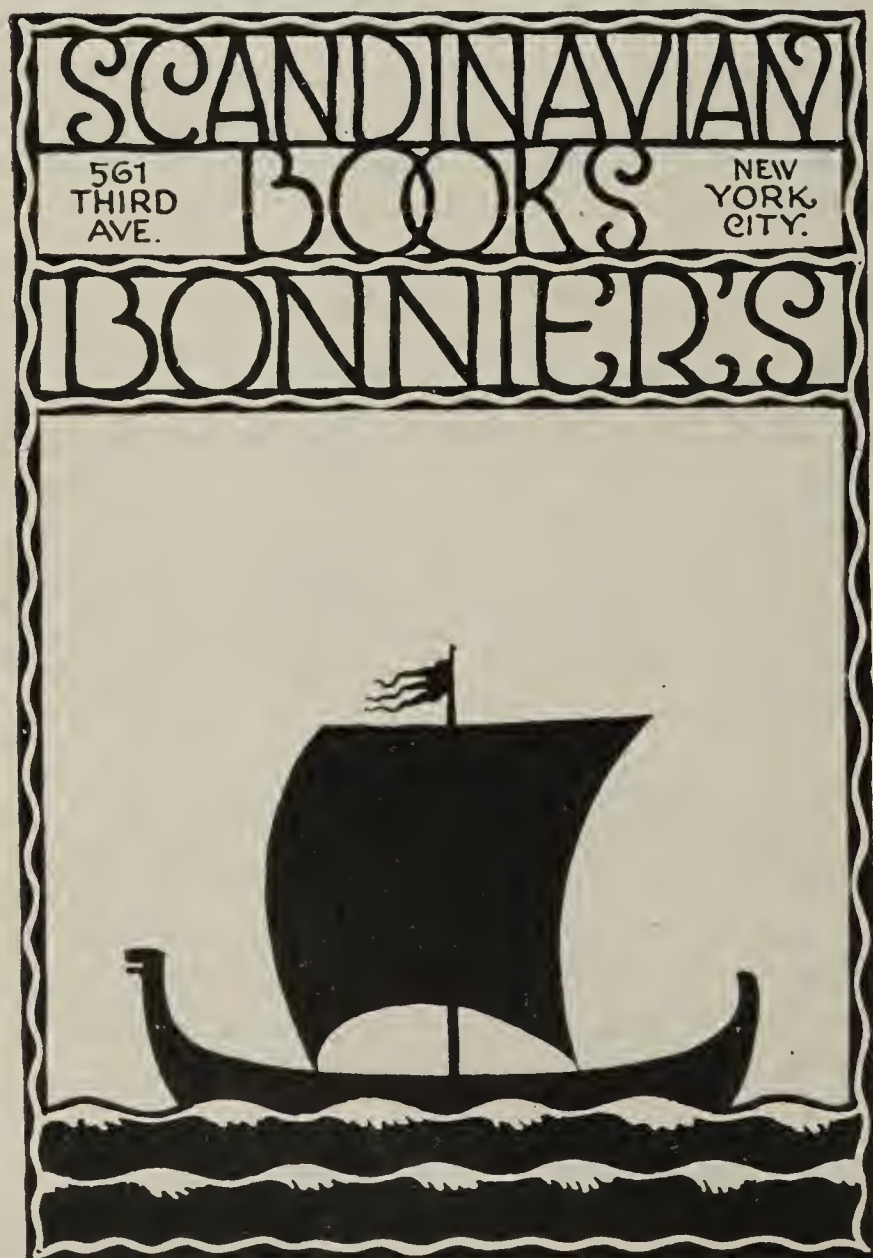 SCANDINAVIAN
561
THIRD
AVE.
BOOKS
NEW
YORK
CITY.
BONNIER'S